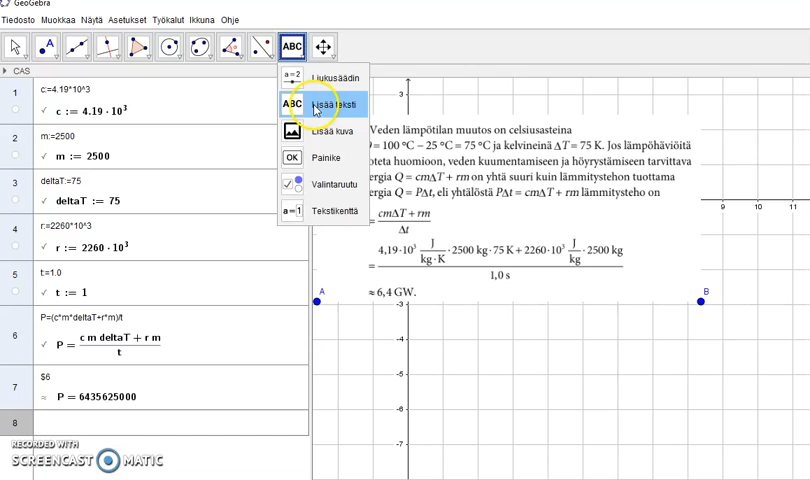 GeoGebra
Tiedosto Muokkaa Näytä Asetukset Työkalut Ikkuna Ohje
A
a=2
ABC
CAS
1
c:=4.19*10^3
✓ c := 4.19 · 10³
2
m:=2500
✓ m := 2500
3
deltaT:=75
✓ deltaT := 75
4
r:=2260*10^3
✓ r := 2260 · 10³
5
t:=1.0
✓ t := 1
6
P=(c*m*deltaT+r*m)/t
✓ P = (c m deltaT + r m) / t
7
$6
≈ P = 6435625000
8
a=2 Liukusäädin
ABC Lisää teksti
Lisää kuva
OK Painike
Valintaruutu
a=1 Tekstikenttä
Veden lämpötilan muutos on celsiusasteina
= 100 °C − 25 °C = 75 °C ja kelvineinä ΔT = 75 K. Jos lämpöhäviöitä
oteta huomioon, veden kuumentamiseen ja höyrystämiseen tarvittava
ergia Q = cmΔT + rm on yhtä suuri kuin lämmitystehon tuottama
ergia Q = PΔt, eli yhtälöstä PΔt = cmΔT + rm lämmitysteho on
= (cmΔT + rm) / Δt
= (4,19·10³ J/(kg·K) · 2500 kg·75 K + 2260·10³ J/kg · 2500 kg) / 1,0 s
≈ 6,4 GW.
A
B
3
9
10
11
-3
-4
-5
-6
-7
RECORDED WITH
SCREENCAST MATIC